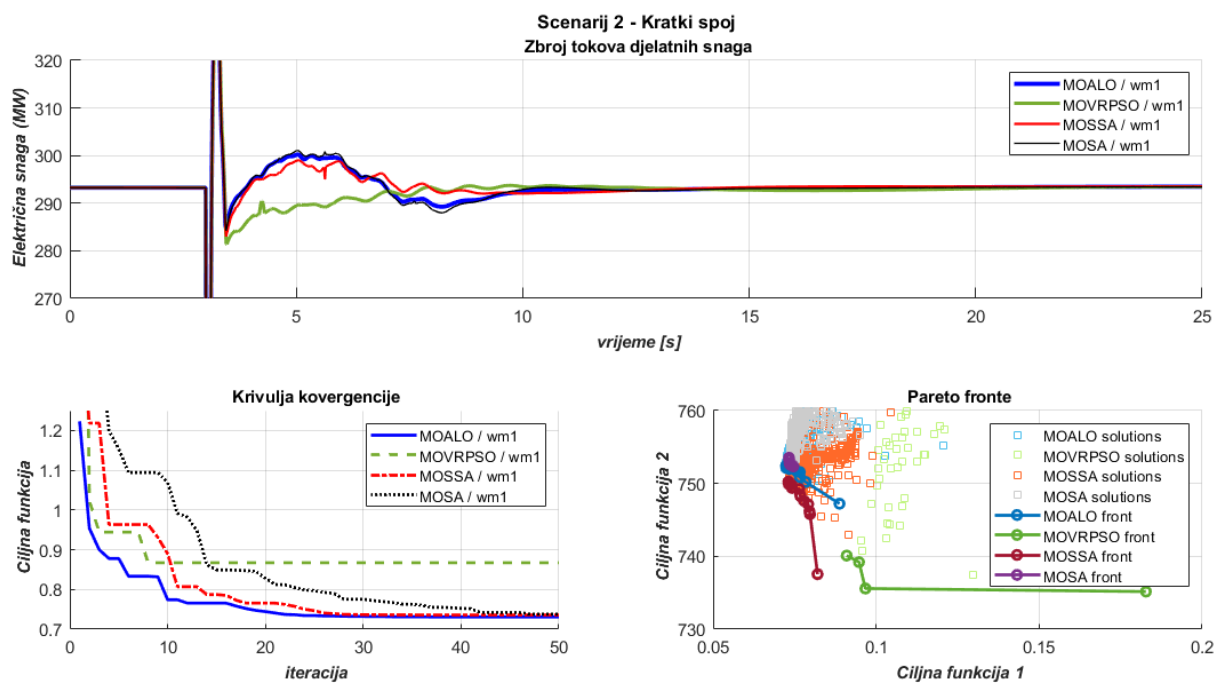 Scenarij 2 - Kratki spoj
Zbroj tokova djelatnih snaga
Električna snaga (MW)
320
310
300
290
280
270
0
5
10
15
20
25
vrijeme [s]
MOALO / wm1
MOVRPSO / wm1
MOSSA / wm1
MOSA / wm1
Krivulja kovergencije
Ciljna funkcija
1.2
1.1
1
0.9
0.8
0.7
0
10
20
30
40
50
iteracija
MOALO / wm1
MOVRPSO / wm1
MOSSA / wm1
MOSA / wm1
Pareto fronte
Ciljna funkcija 2
760
750
740
730
0.05
0.1
0.15
0.2
Ciljna funkcija 1
MOALO solutions
MOVRPSO solutions
MOSSA solutions
MOSA solutions
MOALO front
MOVRPSO front
MOSSA front
MOSA front